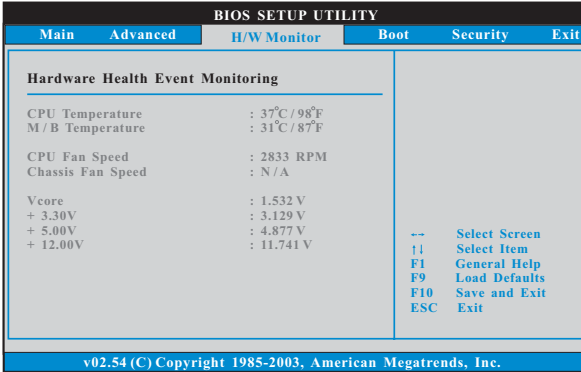 BIOS SETUP UTILITY
Main Advanced H/W Monitor Boot Security Exit
Hardware Health Event Monitoring
CPU Temperature : 37°C / 98°F
M / B Temperature : 31°C / 87°F
CPU Fan Speed : 2833 RPM
Chassis Fan Speed : N / A
Vcore : 1.532 V
+ 3.30V : 3.129 V
+ 5.00V : 4.877 V
+ 12.00V : 11.741 V
←→ Select Screen
↑↓ Select Item
F1 General Help
F9 Load Defaults
F10 Save and Exit
ESC Exit
v02.54 (C) Copyright 1985-2003, American Megatrends, Inc.